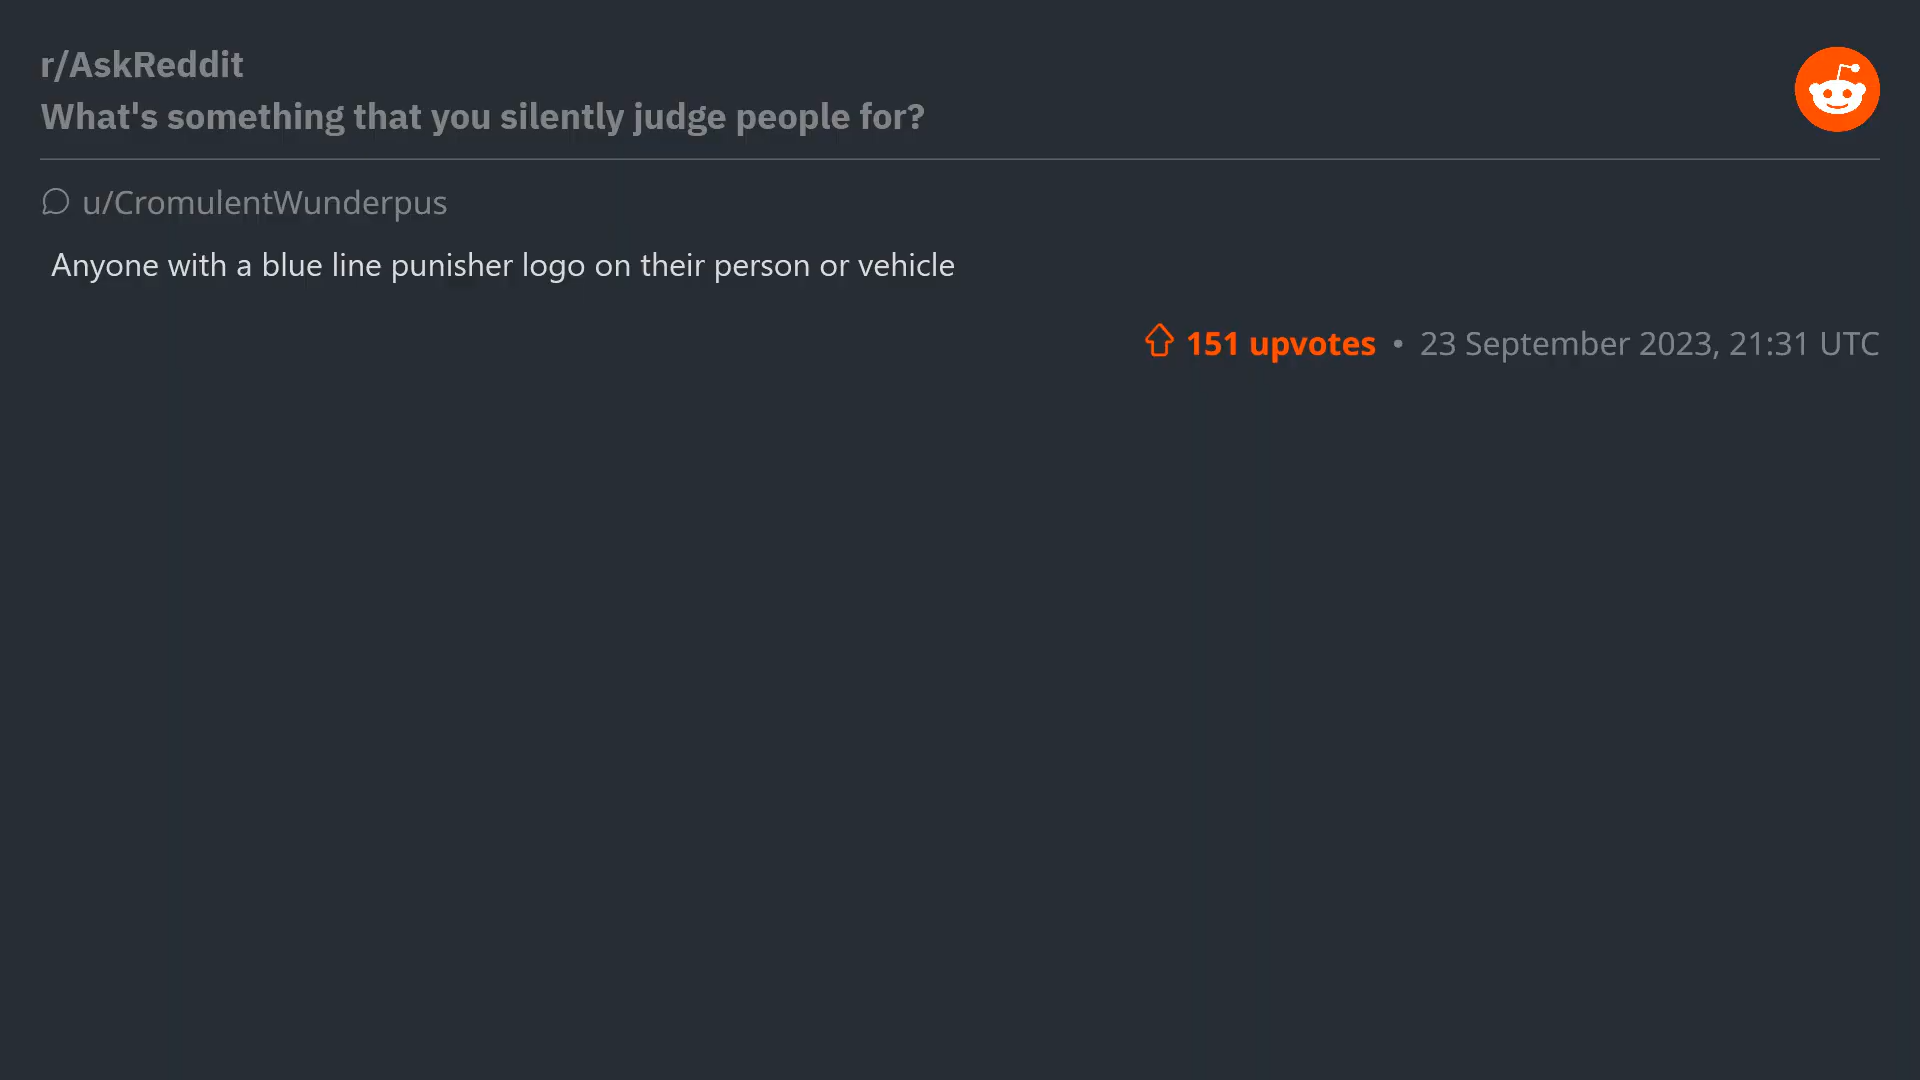 r/AskReddit
What's something that you silently judge people for?
u/CromulentWunderpus
Anyone with a blue line punisher logo on their person or vehicle
151 upvotes • 23 September 2023, 21:31 UTC